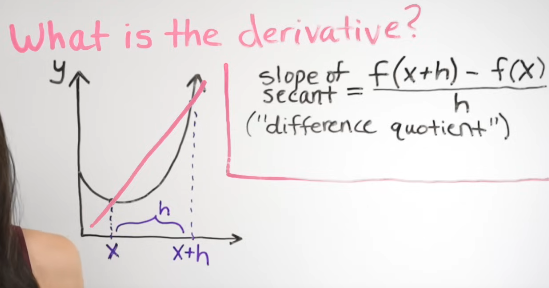 What is the derivative?
y
slope of secant = f(x+h) - f(x) / h
("difference quotient")
h
x x+h